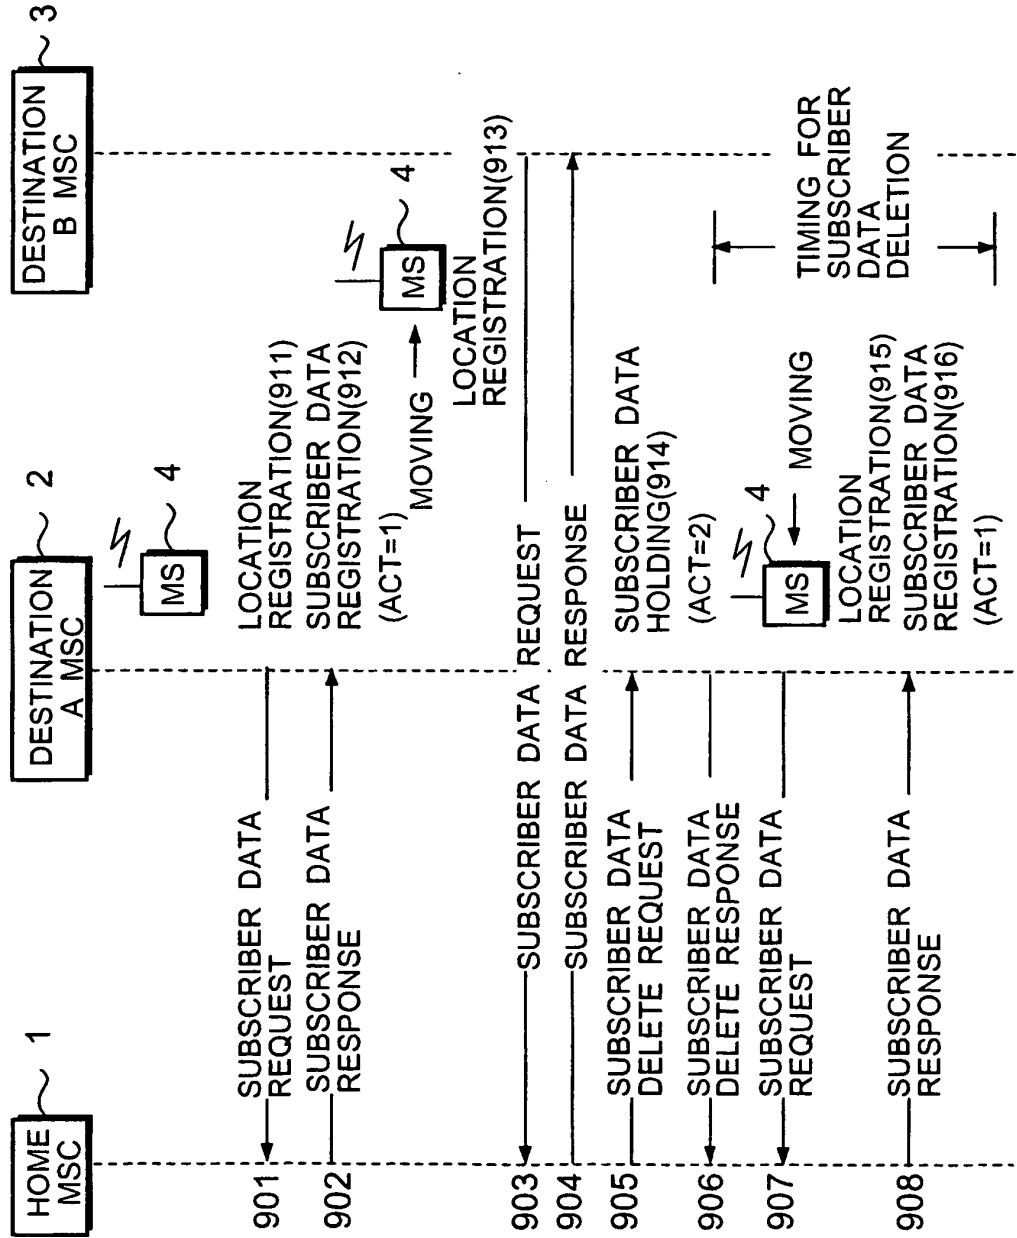 HOME
MSC
1
DESTINATION
A MSC
2
DESTINATION
B MSC
3
MS
4
901
SUBSCRIBER DATA
REQUEST
LOCATION
REGISTRATION(911)
902
SUBSCRIBER DATA
RESPONSE
SUBSCRIBER DATA
REGISTRATION(912)
(ACT=1)
MOVING
MS
4
LOCATION
REGISTRATION(913)
903
SUBSCRIBER DATA REQUEST
904
SUBSCRIBER DATA RESPONSE
905
SUBSCRIBER DATA
DELETE REQUEST
SUBSCRIBER DATA
HOLDING(914)
(ACT=2)
906
SUBSCRIBER DATA
DELETE RESPONSE
907
SUBSCRIBER DATA
REQUEST
MS
4
MOVING
LOCATION
REGISTRATION(915)
908
SUBSCRIBER DATA
RESPONSE
SUBSCRIBER DATA
REGISTRATION(916)
(ACT=1)
TIMING FOR
SUBSCRIBER
DATA
DELETION